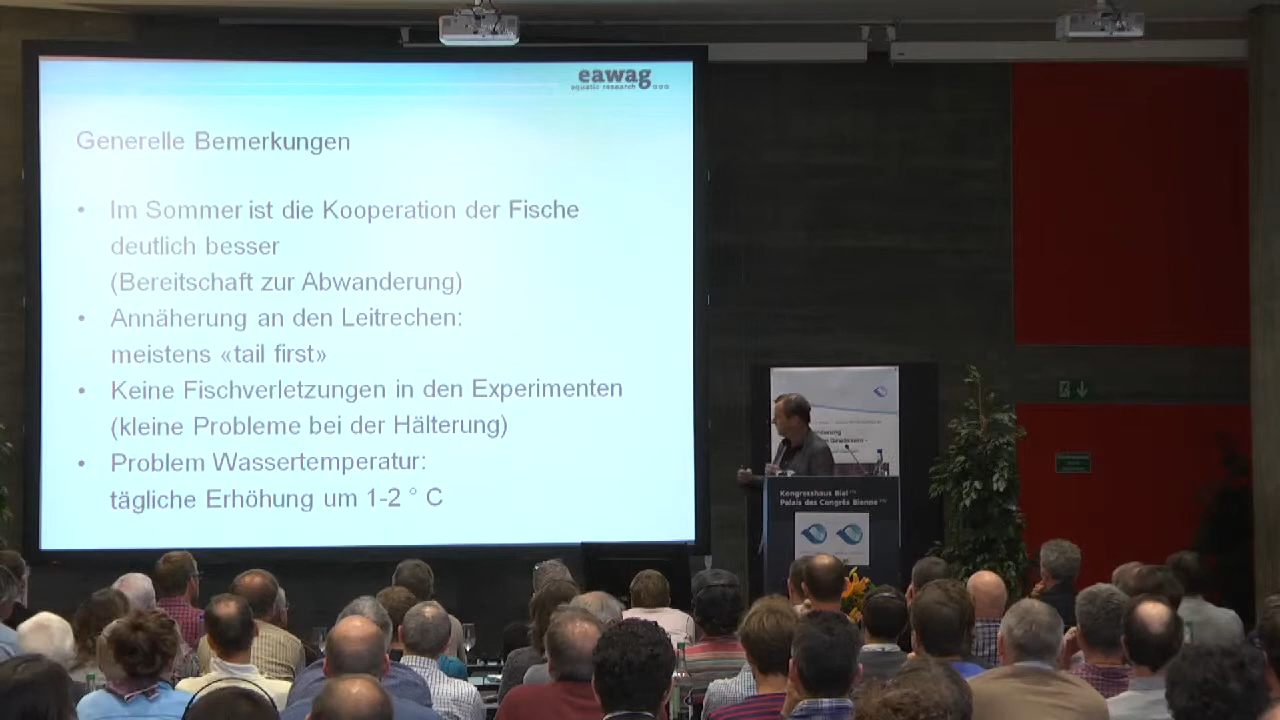 eawag
aquatic research
Generelle Bemerkungen
• Im Sommer ist die Kooperation der Fische
deutlich besser
(Bereitschaft zur Abwanderung)
• Annäherung an den Leitrechen:
meistens «tail first»
• Keine Fischverletzungen in den Experimenten
(kleine Probleme bei der Hälterung)
• Problem Wassertemperatur:
tägliche Erhöhung um 1-2 ° C
Kongresshaus Biel
Palais des Congrès Bienne